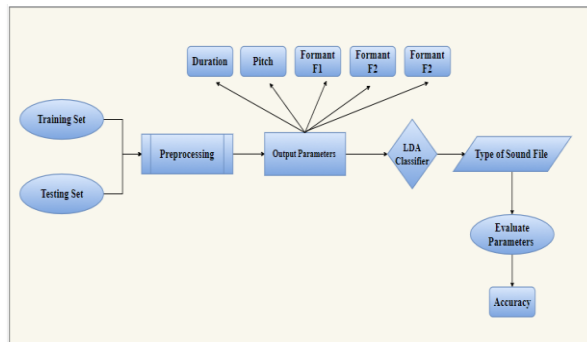 Duration
Pitch
Formant
F1
Formant
F2
Formant
F2
Training Set
Preprocessing
Output Parameters
LDA
Classifier
Type of Sound File
Testing Set
Evaluate
Parameters
Accuracy